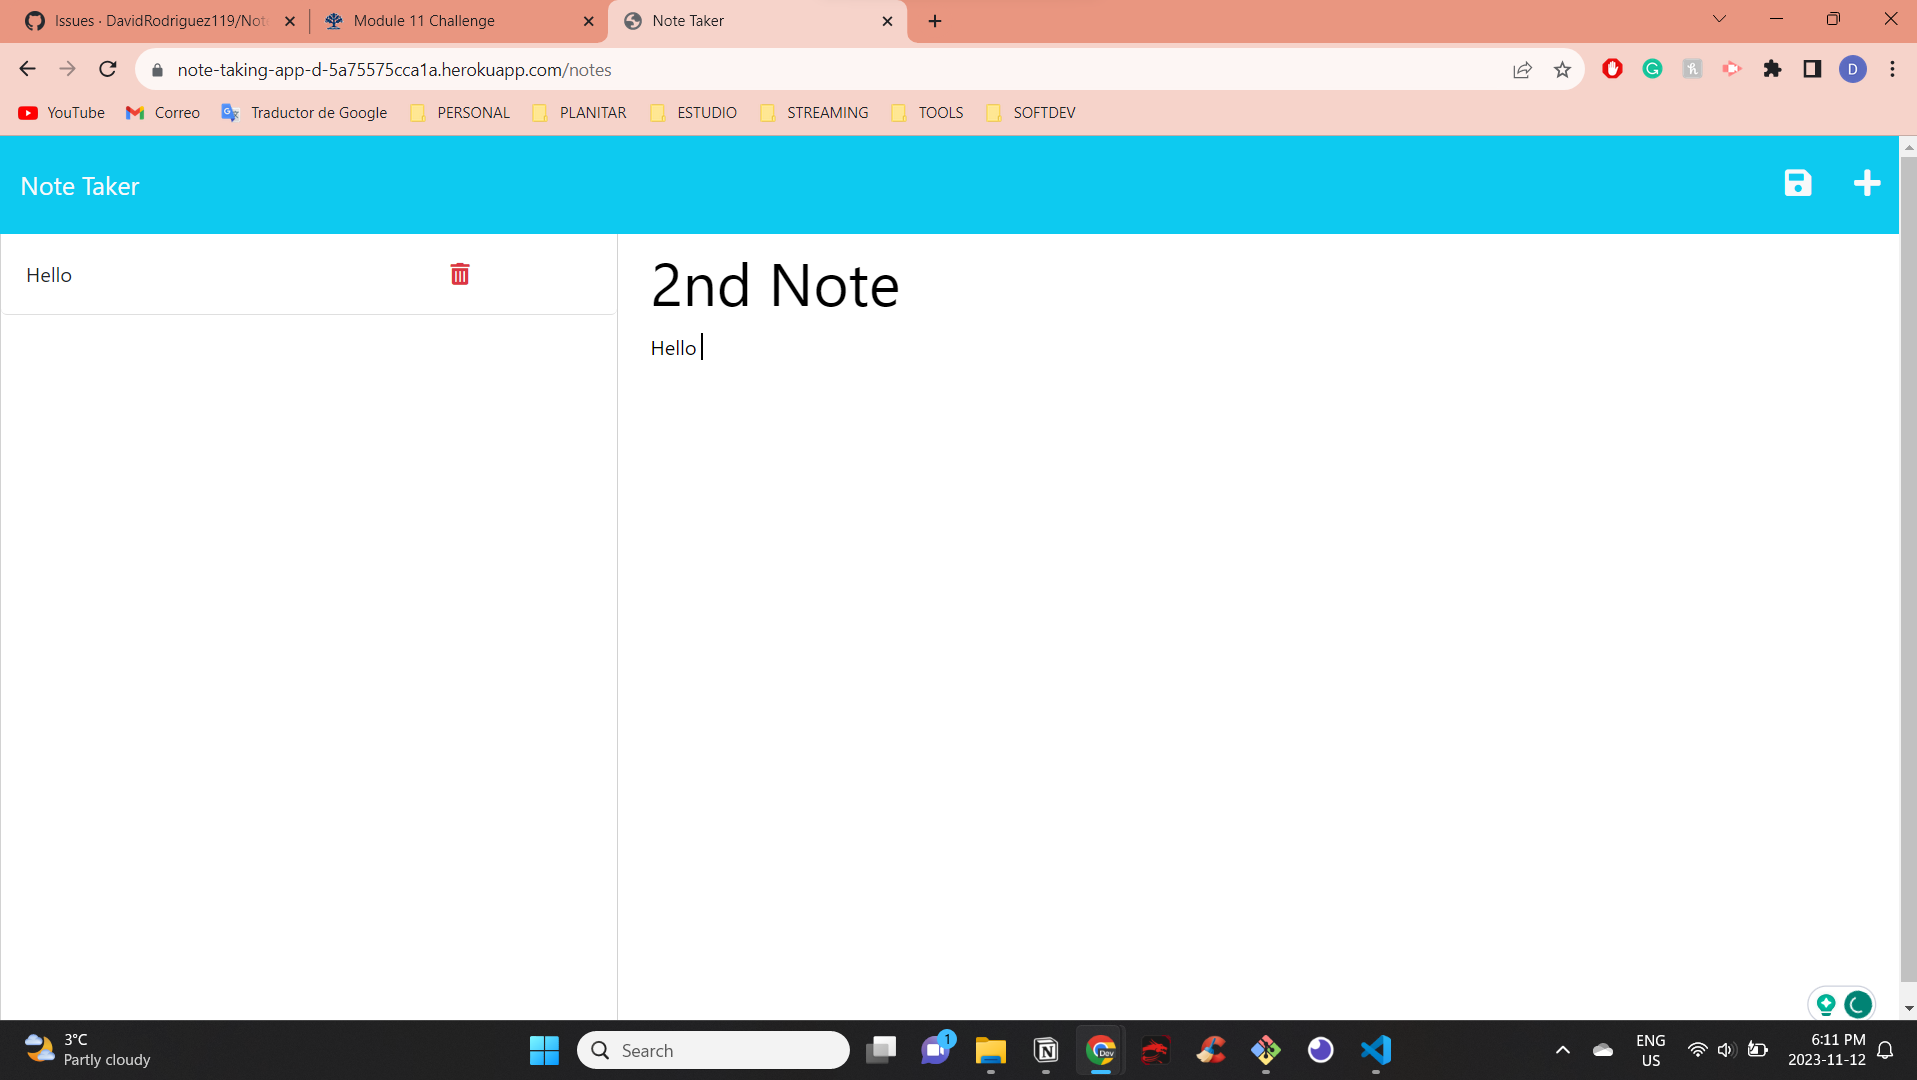 Issues · DavidRodriguez119/Not
Module 11 Challenge
Note Taker
note-taking-app-d-5a75575cca1a.herokuapp.com/notes
D
YouTube
Correo
Traductor de Google
PERSONAL
PLANITAR
ESTUDIO
STREAMING
TOOLS
SOFTDEV
Note Taker
Hello
2nd Note
Hello
3°C
Partly cloudy
Search
1
Dev
ENG
US
6:11 PM
2023-11-12